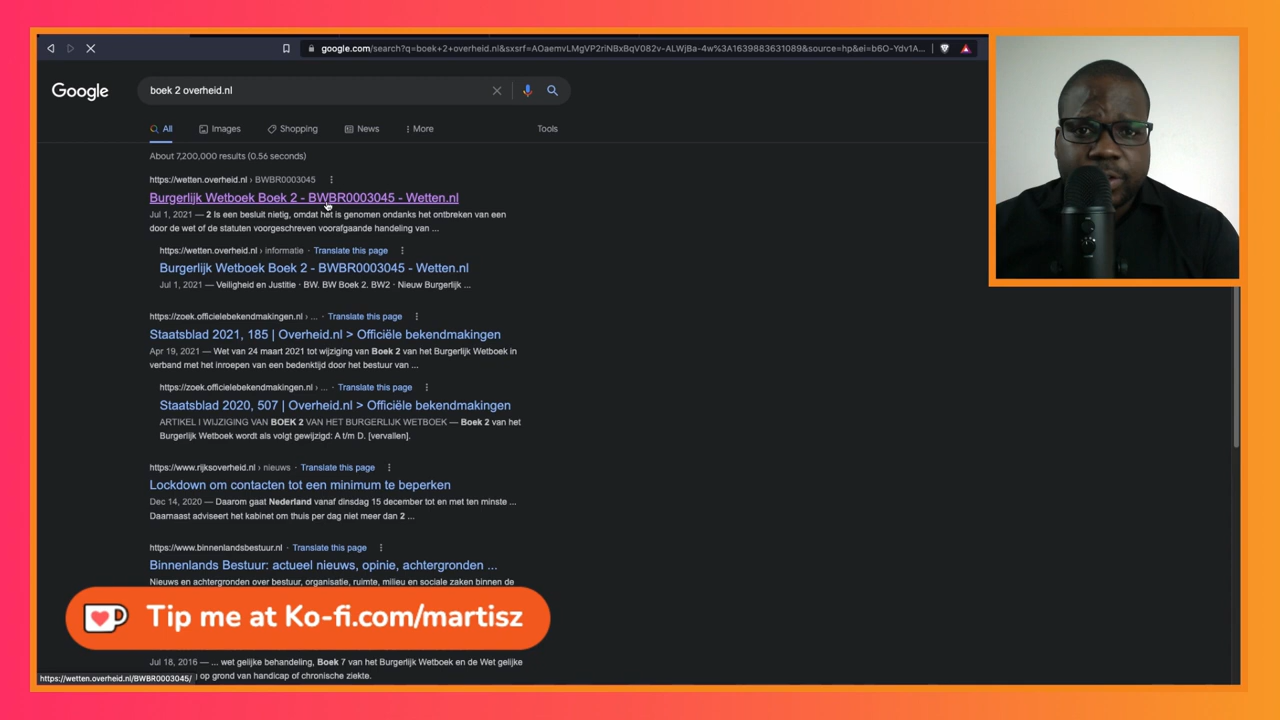 google.com/search?q=boek+2+overheid.nl&sxsrf=AOaemvLMgVP2riNBxBqV082v-ALWjBa-4w%3A1639883631089&source=hp&ei=b6O-Ydv1A...
Google
boek 2 overheid.nl
All
Images
Shopping
News
More
Tools
About 7,200,000 results (0.56 seconds)
https://wetten.overheid.nl › BWBR0003045
Burgerlijk Wetboek Boek 2 - BWBR0003045 - Wetten.nl
Jul 1, 2021 — 2 Is een besluit nietig, omdat het is genomen ondanks het ontbreken van een
door de wet of de statuten voorgeschreven voorafgaande handeling van ...
https://wetten.overheid.nl › informatie · Translate this page
Burgerlijk Wetboek Boek 2 - BWBR0003045 - Wetten.nl
Jul 1, 2021 — Veiligheid en Justitie · BW. BW Boek 2. BW2 · Nieuw Burgerlijk ...
https://zoek.officielebekendmakingen.nl › ... · Translate this page
Staatsblad 2021, 185 | Overheid.nl > Officiële bekendmakingen
Apr 19, 2021 — Wet van 24 maart 2021 tot wijziging van Boek 2 van het Burgerlijk Wetboek in
verband met het inroepen van een bedenktijd door het bestuur van ...
https://zoek.officielebekendmakingen.nl › ... · Translate this page
Staatsblad 2020, 507 | Overheid.nl > Officiële bekendmakingen
ARTIKEL I WIJZIGING VAN BOEK 2 VAN HET BURGERLIJK WETBOEK — Boek 2 van het
Burgerlijk Wetboek wordt als volgt gewijzigd: A t/m D. [vervallen].
https://www.rijksoverheid.nl › nieuws · Translate this page
Lockdown om contacten tot een minimum te beperken
Dec 14, 2020 — Daarom gaat Nederland vanaf dinsdag 15 december tot en met ten minste ...
Daarnaast adviseert het kabinet om thuis per dag niet meer dan 2 ...
https://www.binnenlandsbestuur.nl · Translate this page
Binnenlands Bestuur: actueel nieuws, opinie, achtergronden ...
Nieuws en achtergronden over bestuur, organisatie, ruimte, milieu en sociale zaken binnen de
Tip me at Ko-fi.com/martisz
Jul 18, 2016 — ... wet gelijke behandeling, Boek 7 van het Burgerlijk Wetboek en de Wet gelijke
https://wetten.overheid.nl/BWBR0003045/
op grond van handicap of chronische ziekte.